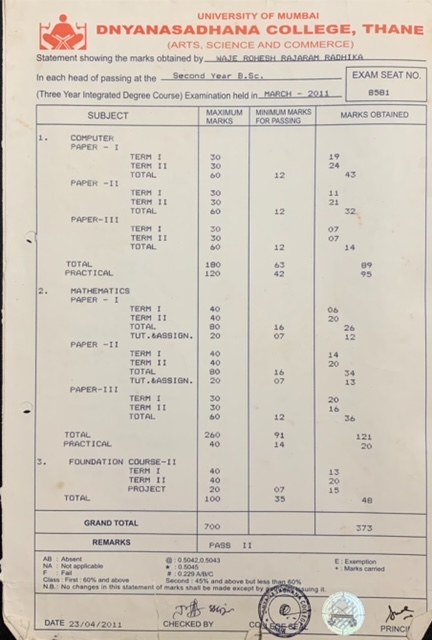 UNIVERSITY OF MUMBAI
DNYANASADHANA COLLEGE, THANE
(ARTS, SCIENCE AND COMMERCE)
Statement showing the marks obtained by WAJE ROHESH RAJARAM RADHIKA
In each head of passing at the Second Year B.Sc. EXAM SEAT NO.
(Three Year Integrated Degree Course) Examination held in MARCH - 2011 8581
SUBJECT MAXIMUM MARKS MINIMUM MARKS FOR PASSING MARKS OBTAINED
1. COMPUTER
PAPER - I
TERM I 30 19
TERM II 30 24
TOTAL 60 12 43
PAPER -II
TERM I 30 11
TERM II 30 21
TOTAL 60 12 32
PAPER-III
TERM I 30 07
TERM II 30 07
TOTAL 60 12 14
TOTAL 180 63 89
PRACTICAL 120 42 95
2. MATHEMATICS
PAPER - I
TERM I 40 06
TERM II 40 20
TOTAL 80 16 26
TUT.&ASSIGN. 20 07 12
PAPER -II
TERM I 40 14
TERM II 40 20
TOTAL 80 16 34
TUT.&ASSIGN. 20 07 13
PAPER-III
TERM I 30 20
TERM II 30 16
TOTAL 60 12 36
TOTAL 260 91 121
PRACTICAL 40 14 20
3. FOUNDATION COURSE-II
TERM I 40 13
TERM II 40 20
PROJECT 20 07 15
TOTAL 100 35 48
GRAND TOTAL 700 373
REMARKS PASS II
AB : Absent @ : 0.5042,0.5043 E : Exemption
NA : Not applicable * : 0.5045 + : Marks carried
F : Fail # : 0.229 A/B/C
Class : First : 60% and above Second : 45% and above but less than 60%
N.B.: No changes in this statement of marks shall be made except by issuing it.
DATE 23/04/2011 CHECKED BY COLLEGE SEAL